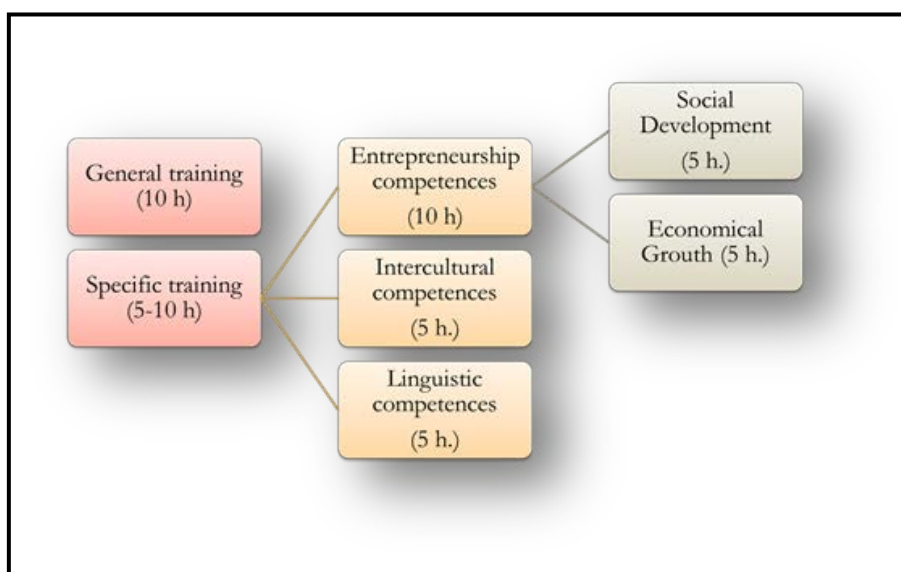 General training
(10 h)
Specific training
(5-10 h)
Entrepreneurship
competences
(10 h)
Intercultural
competences
(5 h.)
Linguistic
competences
(5 h.)
Social
Development
(5 h.)
Economical
Grouth (5 h.)